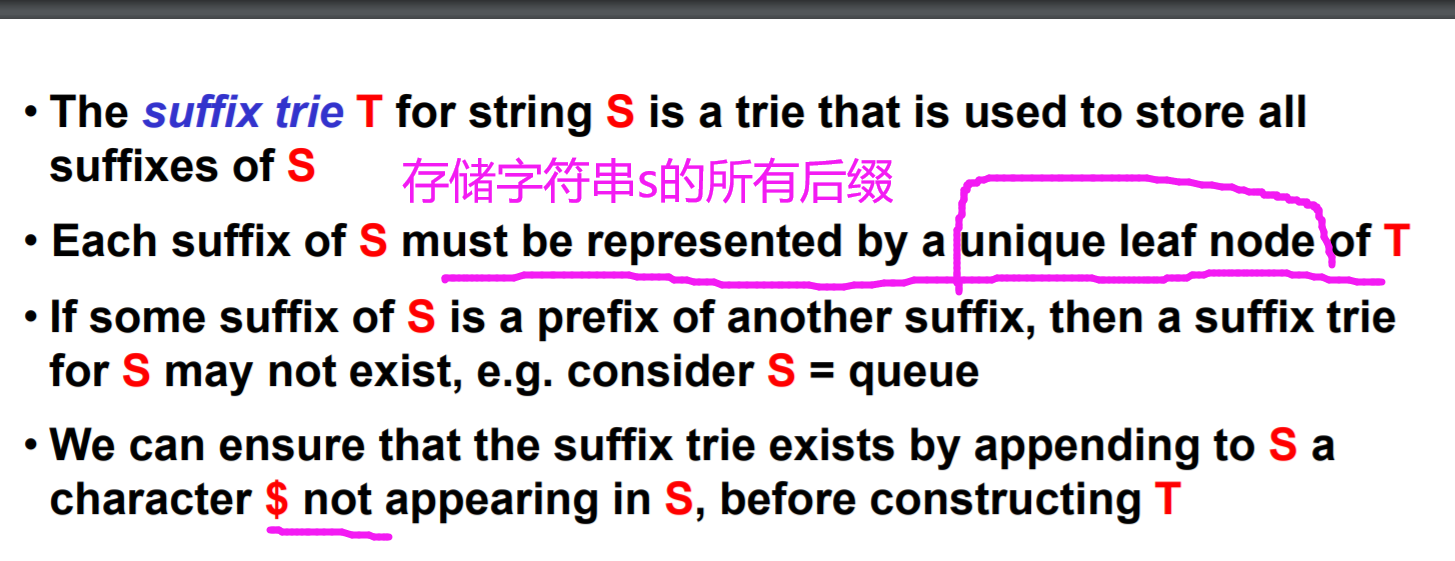 • The suffix trie T for string S is a trie that is used to store all
suffixes of S
存储字符串s的所有后缀
• Each suffix of S must be represented by a unique leaf node of T
• If some suffix of S is a prefix of another suffix, then a suffix trie
for S may not exist, e.g. consider S = queue
• We can ensure that the suffix trie exists by appending to S a
character $ not appearing in S, before constructing T